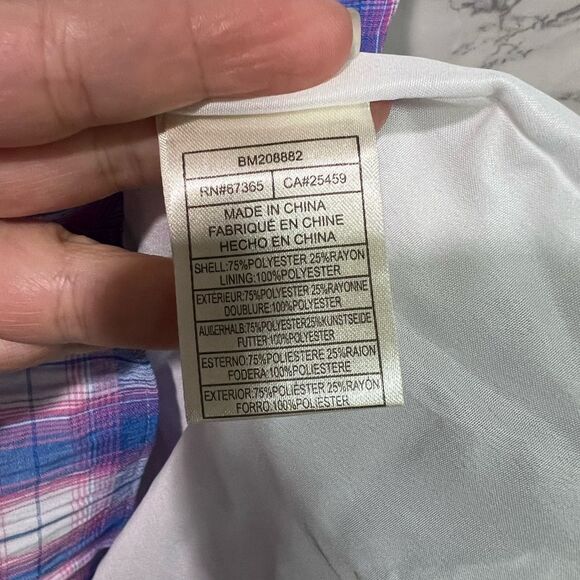 BM208882
RN#67365 CA#25459
MADE IN CHINA
FABRIQUÉ EN CHINE
HECHO EN CHINA
SHELL:75%POLYESTER 25%RAYON
LINING:100%POLYESTER
EXTÉRIEUR:75%POLYESTER 25%RAYONNE
DOUBLURE:100%POLYESTER
AUßERHALB:75%POLYESTER25%KUNSTSEIDE
FUTTER:100%POLYESTER
ESTERNO:75%POLIESTERE 25%RAION
FODERA:100%POLIESTERE
EXTERIOR:75%POLIÉSTER 25%RAYÓN
FORRO:100%POLIÉSTER